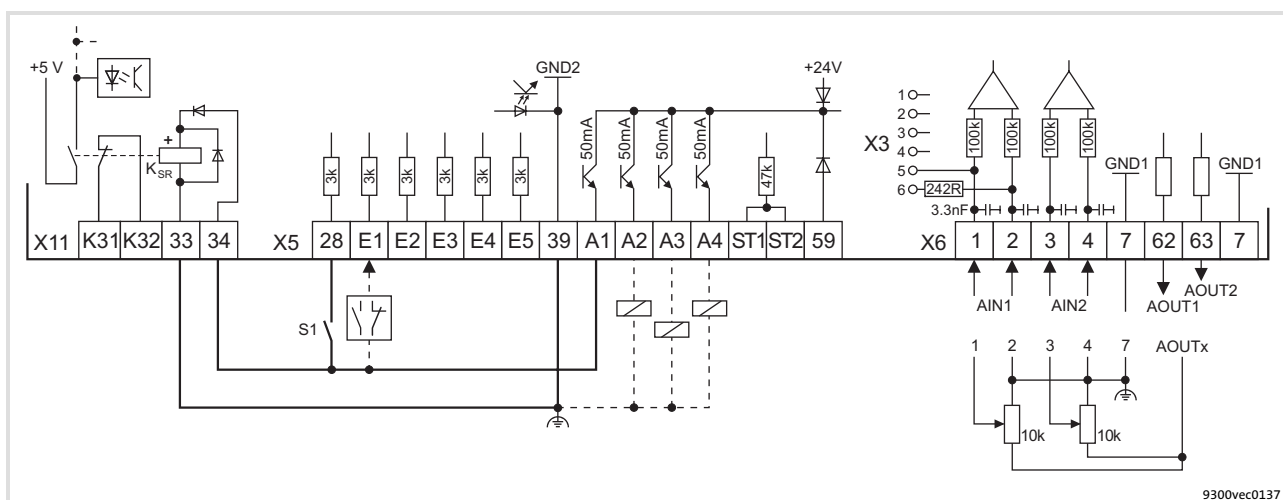 +5 V
GND2
+24V
+
K SR
3k
3k
3k
3k
3k
3k
50mA
50mA
50mA
50mA
47k
X3
1
2
3
4
5
6
242R
100k
100k
100k
100k
3.3nF
GND1
GND1
X11 K31 K32 33 34
X5 28 E1 E2 E3 E4 E5 39 A1 A2 A3 A4 ST1 ST2 59
X6 1 2 3 4 7 62 63 7
S1
AIN1
AIN2
AOUT1
AOUT2
1 2 3 4 7 AOUTx
10k
10k
9300vec0137